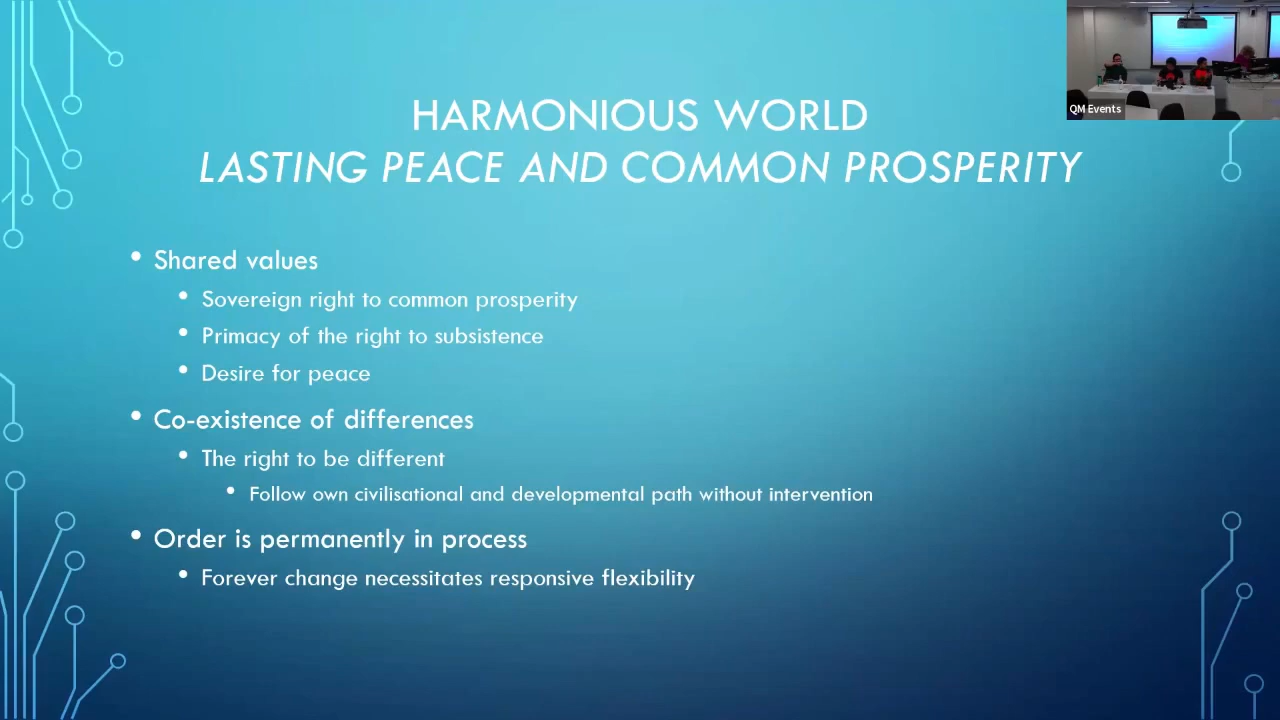 HARMONIOUS WORLD
LASTING PEACE AND COMMON PROSPERITY
QM Events
• Shared values
• Sovereign right to common prosperity
• Primacy of the right to subsistence
• Desire for peace
• Co-existence of differences
• The right to be different
• Follow own civilisational and developmental path without intervention
• Order is permanently in process
• Forever change necessitates responsive flexibility